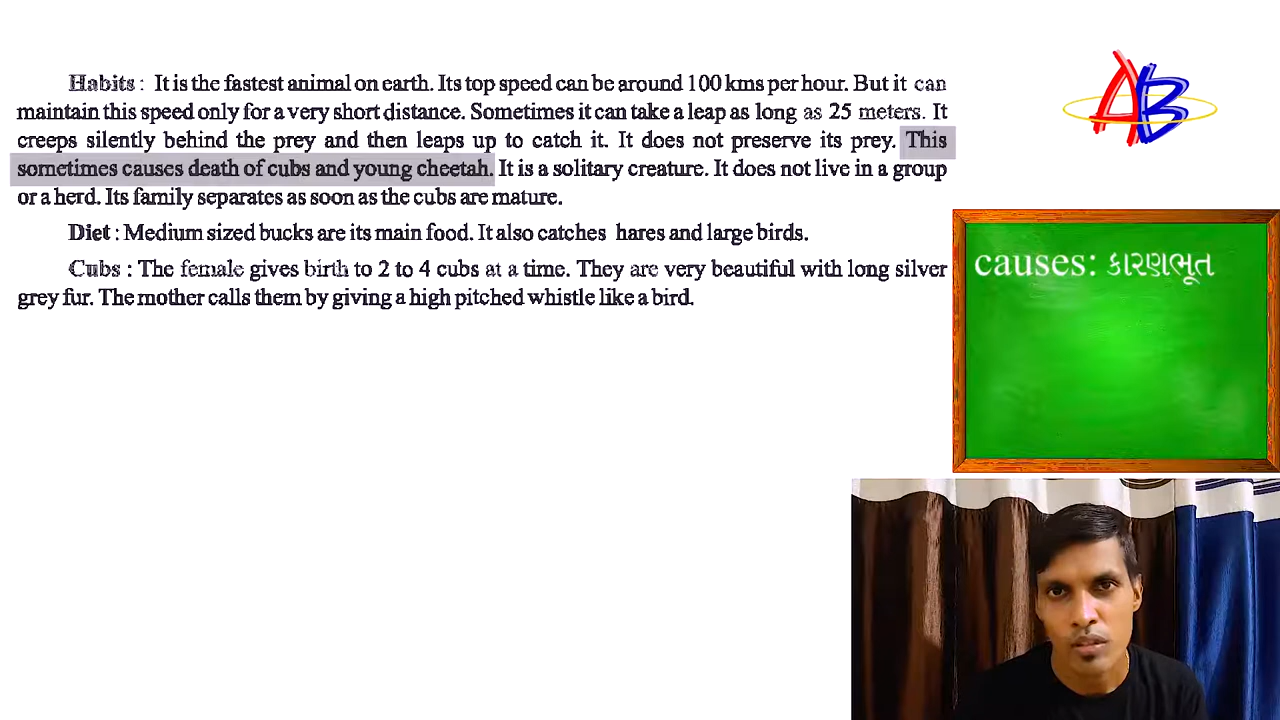 Habits : It is the fastest animal on earth. Its top speed can be around 100 kms per hour. But it can
maintain this speed only for a very short distance. Sometimes it can take a leap as long as 25 meters. It
creeps silently behind the prey and then leaps up to catch it. It does not preserve its prey. This
sometimes causes death of cubs and young cheetah. It is a solitary creature. It does not live in a group
or a herd. Its family separates as soon as the cubs are mature.
Diet : Medium sized bucks are its main food. It also catches hares and large birds.
Cubs : The female gives birth to 2 to 4 cubs at a time. They are very beautiful with long silver
grey fur. The mother calls them by giving a high pitched whistle like a bird.
AB
causes: કારણભૂત